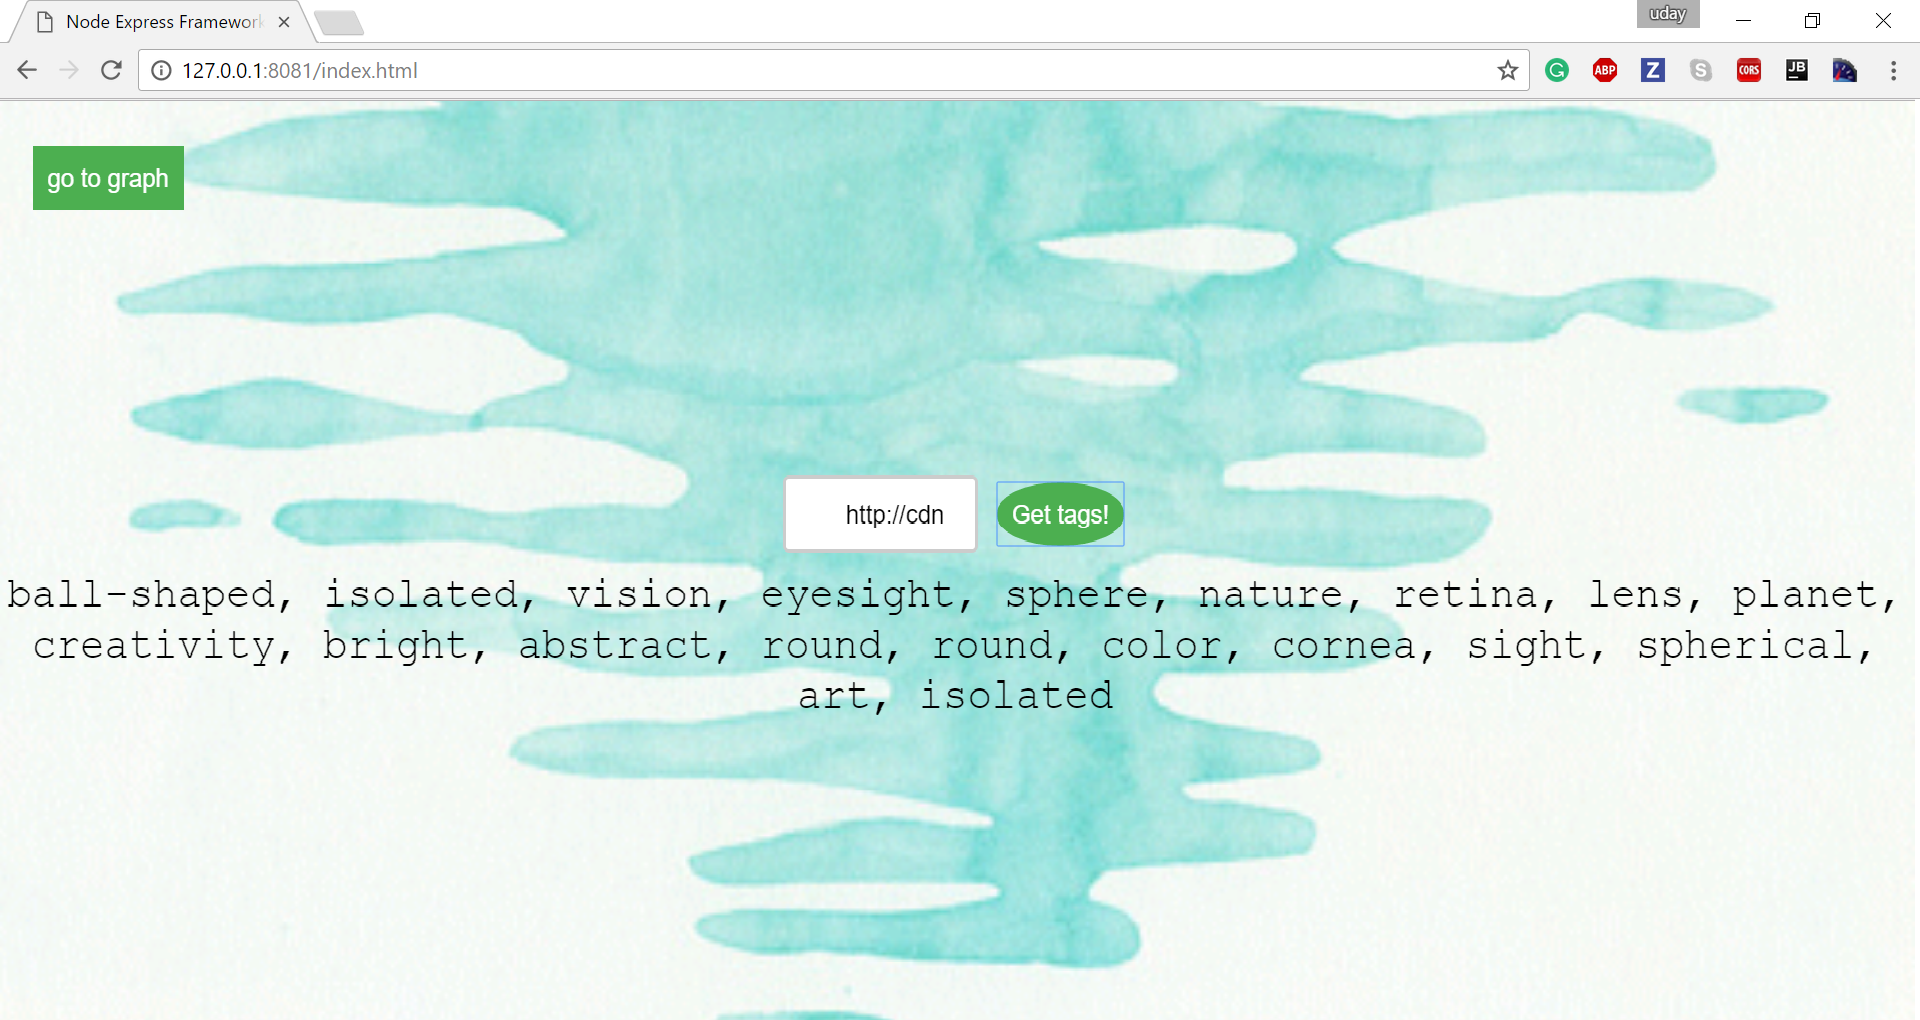 Node Express Framework
uday
127.0.0.1:8081/index.html
ABP
Z
S
CORS
JB
go to graph
http://cdn
Get tags!
ball-shaped, isolated, vision, eyesight, sphere, nature, retina, lens, planet,
creativity, bright, abstract, round, round, color, cornea, sight, spherical,
art, isolated